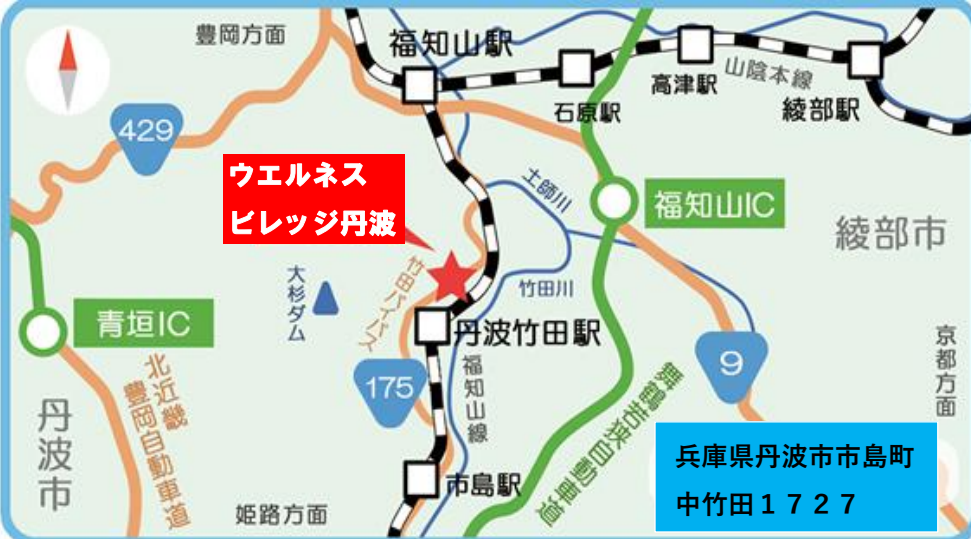 豊岡方面
福知山駅
石原駅
高津駅
山陰本線
綾部駅
429
ウエルネス
ビレッジ丹波
土師川
福知山IC
綾部市
大杉ダム
竹田バイパス
竹田川
青垣IC
丹波竹田駅
北近畿
豊岡自動車道
175
福知山線
舞鶴若狭自動車道
9
京都方面
丹波市
市島駅
姫路方面
兵庫県丹波市市島町
中竹田1727